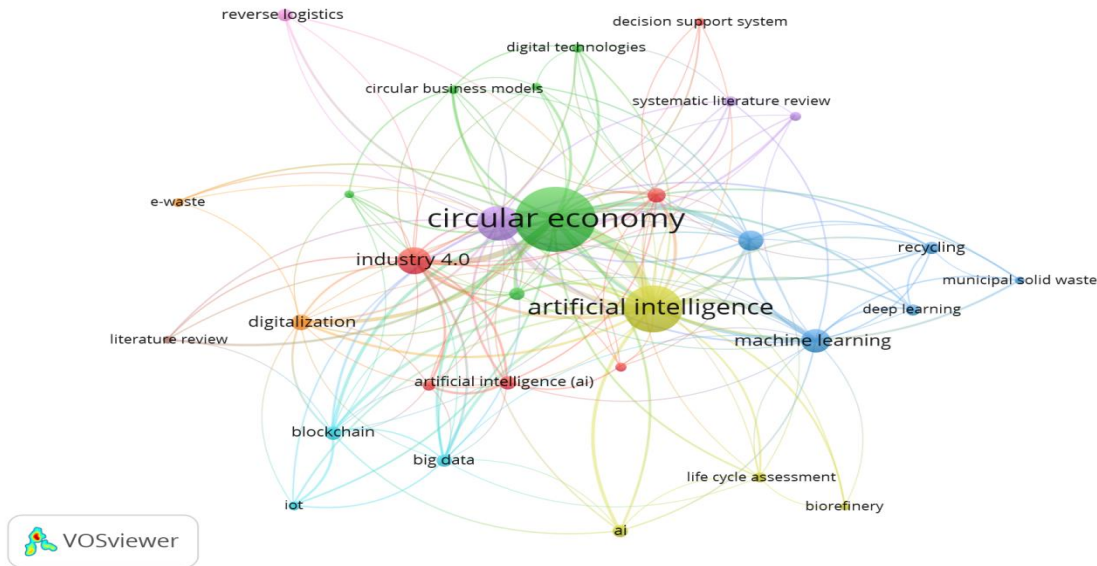 reverse logistics
decision support system
digital technologies
circular business models
systematic literature review
e-waste
circular economy
industry 4.0
recycling
municipal solid waste
artificial intelligence
deep learning
digitalization
literature review
machine learning
artificial intelligence (ai)
blockchain
big data
life cycle assessment
iot
biorefinery
ai
VOSviewer